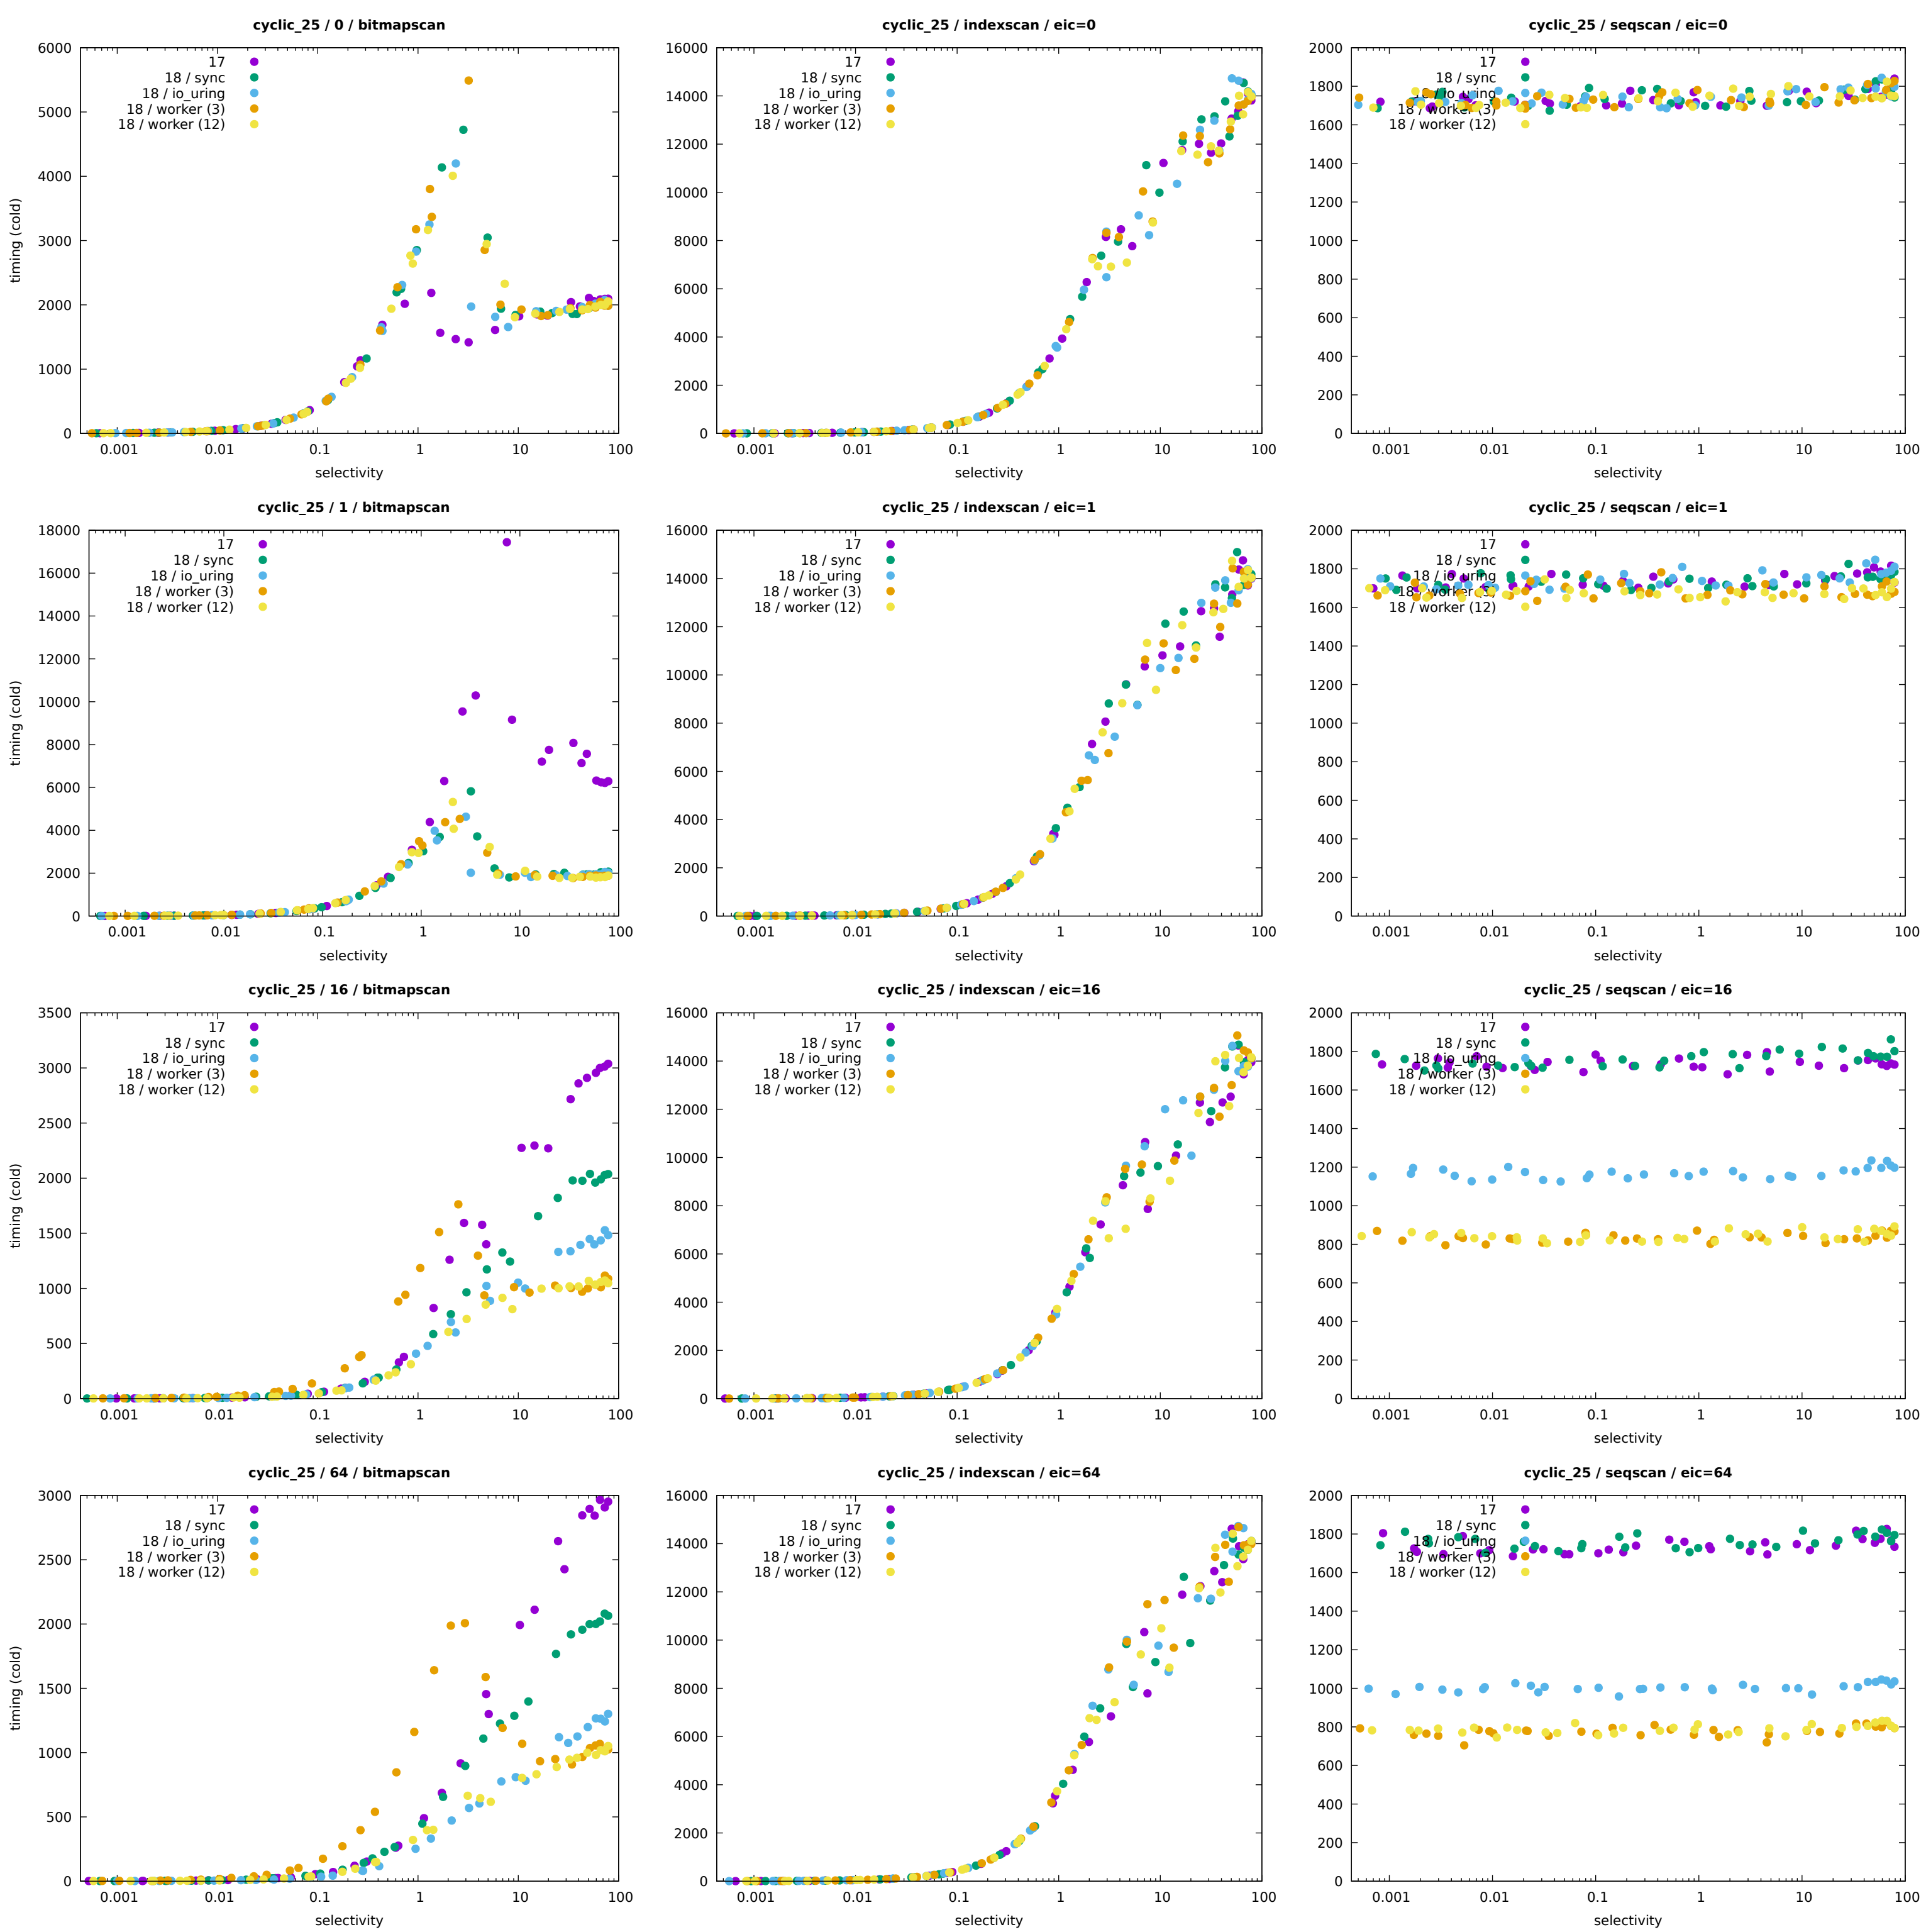 cyclic_25 / 0 / bitmapscan
17
18 / sync
18 / io_uring
18 / worker (3)
18 / worker (12)
6000
5000
4000
3000
2000
1000
0
timing (cold)
0.001 0.01 0.1 1 10 100
selectivity
cyclic_25 / indexscan / eic=0
17
18 / sync
18 / io_uring
18 / worker (3)
18 / worker (12)
16000
14000
12000
10000
8000
6000
4000
2000
0
0.001 0.01 0.1 1 10 100
selectivity
cyclic_25 / seqscan / eic=0
17
18 / sync
18 / io_uring
18 / worker (3)
18 / worker (12)
2000
1800
1600
1400
1200
1000
800
600
400
200
0
0.001 0.01 0.1 1 10 100
selectivity
cyclic_25 / 1 / bitmapscan
17
18 / sync
18 / io_uring
18 / worker (3)
18 / worker (12)
18000
16000
14000
12000
10000
8000
6000
4000
2000
0
timing (cold)
0.001 0.01 0.1 1 10 100
selectivity
cyclic_25 / indexscan / eic=1
17
18 / sync
18 / io_uring
18 / worker (3)
18 / worker (12)
16000
14000
12000
10000
8000
6000
4000
2000
0
0.001 0.01 0.1 1 10 100
selectivity
cyclic_25 / seqscan / eic=1
17
18 / sync
18 / io_uring
18 / worker (3)
18 / worker (12)
2000
1800
1600
1400
1200
1000
800
600
400
200
0
0.001 0.01 0.1 1 10 100
selectivity
cyclic_25 / 16 / bitmapscan
17
18 / sync
18 / io_uring
18 / worker (3)
18 / worker (12)
3500
3000
2500
2000
1500
1000
500
0
timing (cold)
0.001 0.01 0.1 1 10 100
selectivity
cyclic_25 / indexscan / eic=16
17
18 / sync
18 / io_uring
18 / worker (3)
18 / worker (12)
16000
14000
12000
10000
8000
6000
4000
2000
0
0.001 0.01 0.1 1 10 100
selectivity
cyclic_25 / seqscan / eic=16
17
18 / sync
18 / io_uring
18 / worker (3)
18 / worker (12)
2000
1800
1600
1400
1200
1000
800
600
400
200
0
0.001 0.01 0.1 1 10 100
selectivity
cyclic_25 / 64 / bitmapscan
17
18 / sync
18 / io_uring
18 / worker (3)
18 / worker (12)
3000
2500
2000
1500
1000
500
0
timing (cold)
0.001 0.01 0.1 1 10 100
selectivity
cyclic_25 / indexscan / eic=64
17
18 / sync
18 / io_uring
18 / worker (3)
18 / worker (12)
16000
14000
12000
10000
8000
6000
4000
2000
0
0.001 0.01 0.1 1 10 100
selectivity
cyclic_25 / seqscan / eic=64
17
18 / sync
18 / io_uring
18 / worker (3)
18 / worker (12)
2000
1800
1600
1400
1200
1000
800
600
400
200
0
0.001 0.01 0.1 1 10 100
selectivity